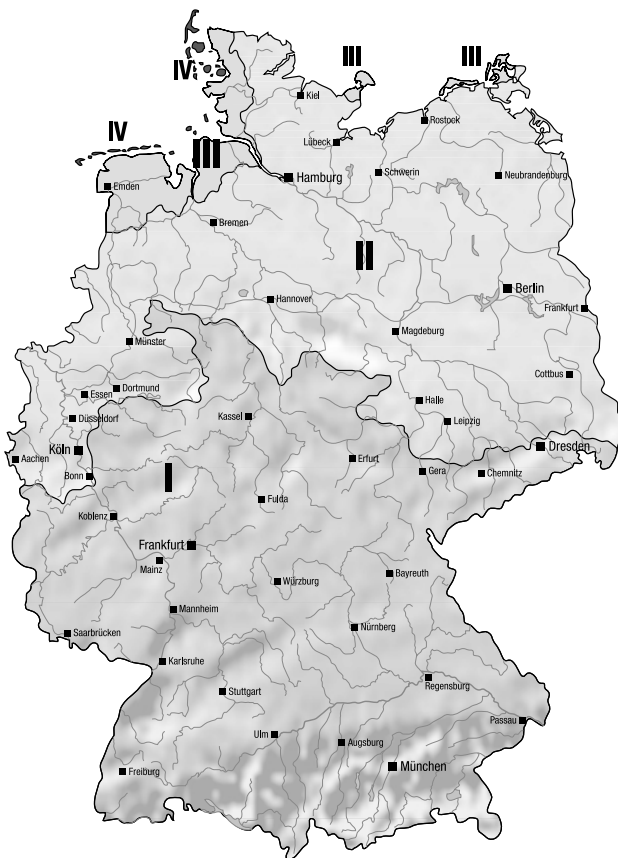 III
III
IV
Kiel
Rostock
IV
III
Lübeck
Hamburg
Schwerin
Neubrandenburg
Emden
Bremen
II
Berlin
Hannover
Frankfurt
Magdeburg
Münster
Cottbus
Dortmund
Essen
Halle
Düsseldorf
Kassel
Leipzig
Köln
Dresden
Aachen
Erfurt
Bonn
I
Gera
Chemnitz
Fulda
Koblenz
Frankfurt
Mainz
Bayreuth
Würzburg
Mannheim
Nürnberg
Saarbrücken
Karlsruhe
Regensburg
Stuttgart
Passau
Ulm
Augsburg
München
Freiburg